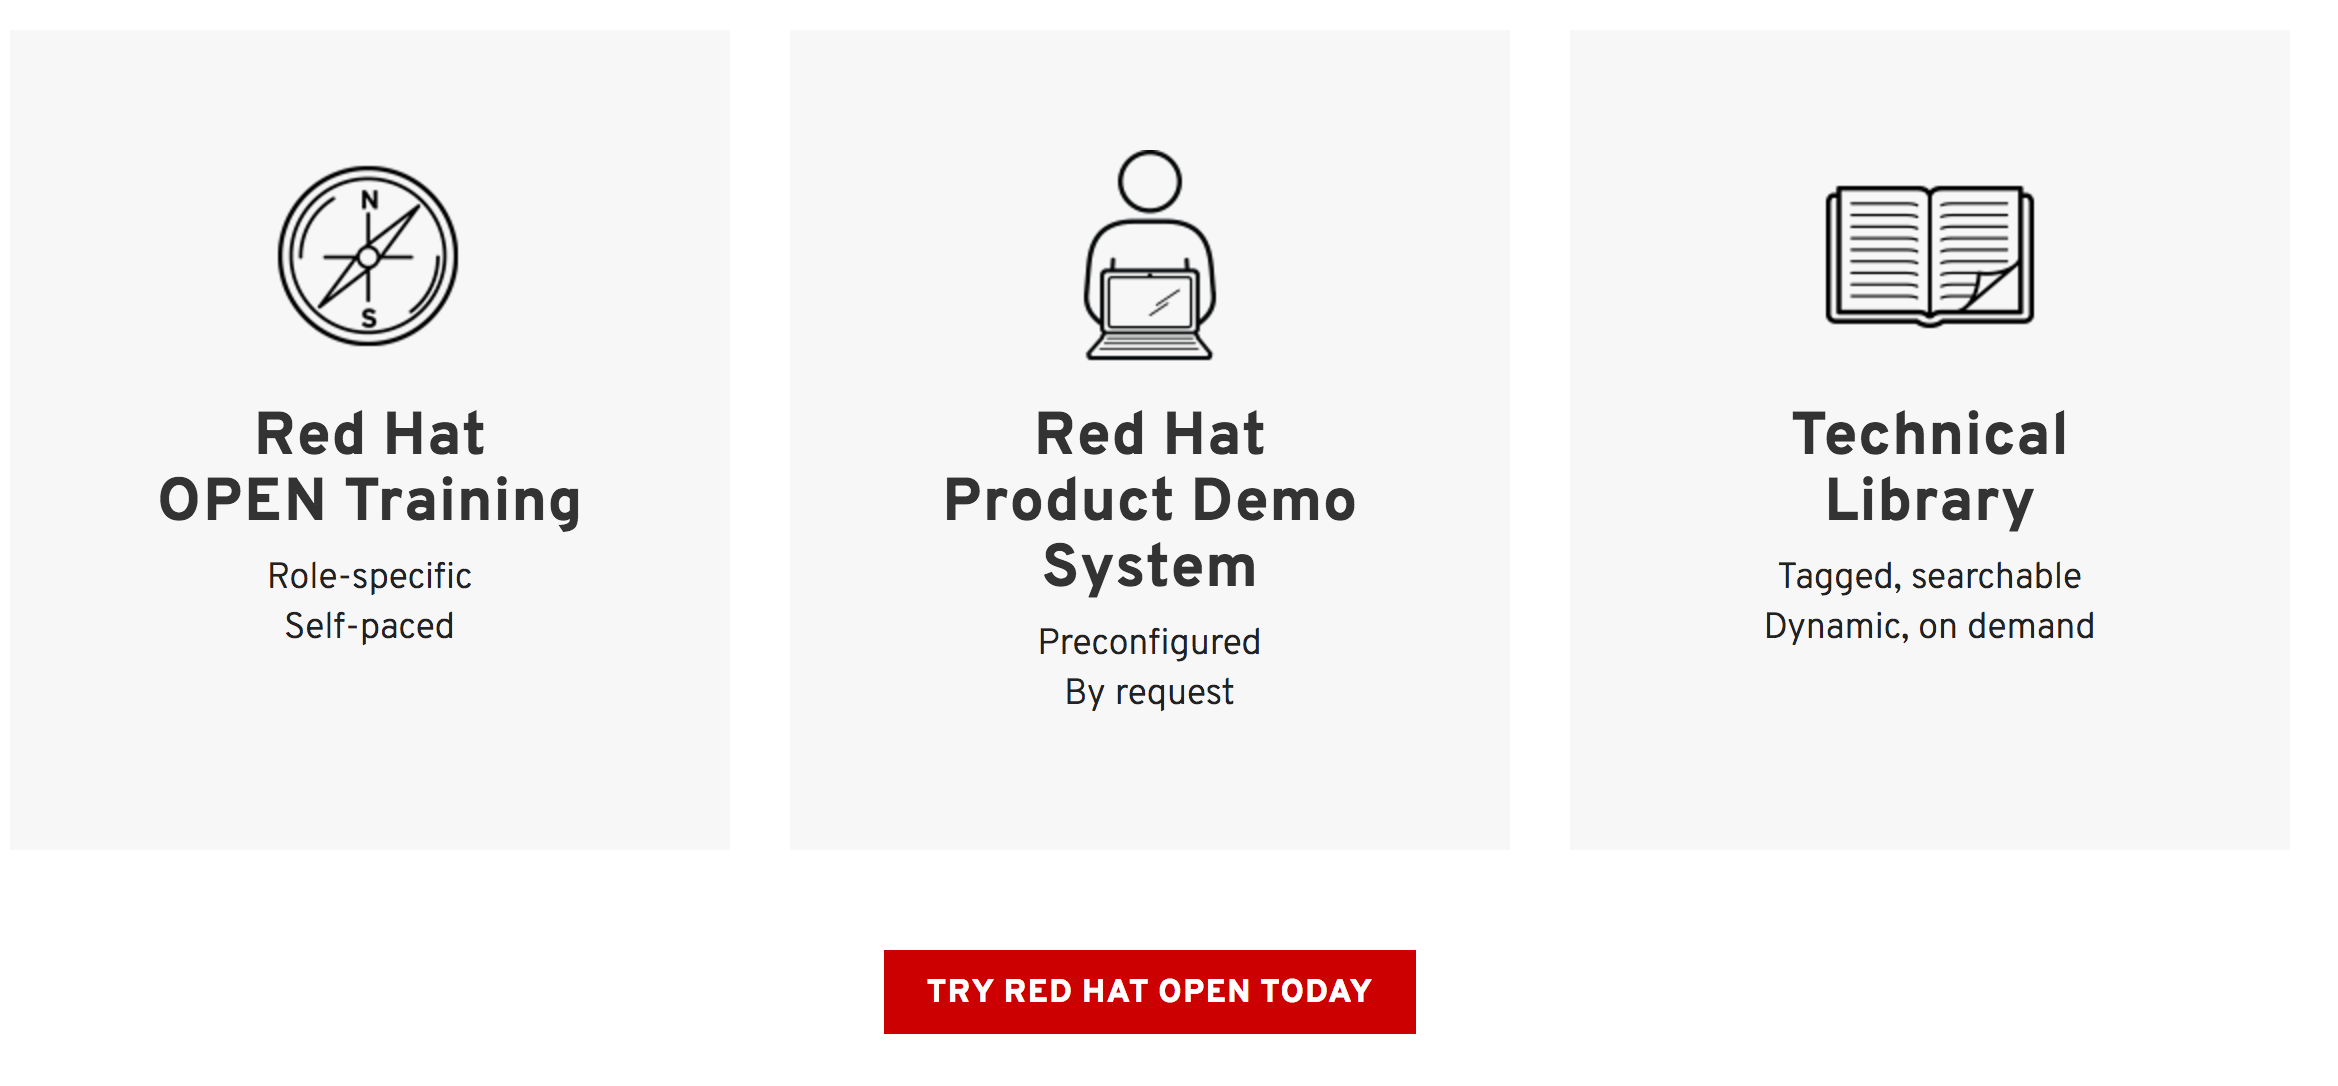 N
S
Red Hat
OPEN Training
Role-specific
Self-paced
Red Hat
Product Demo
System
Preconfigured
By request
Technical
Library
Tagged, searchable
Dynamic, on demand
TRY RED HAT OPEN TODAY